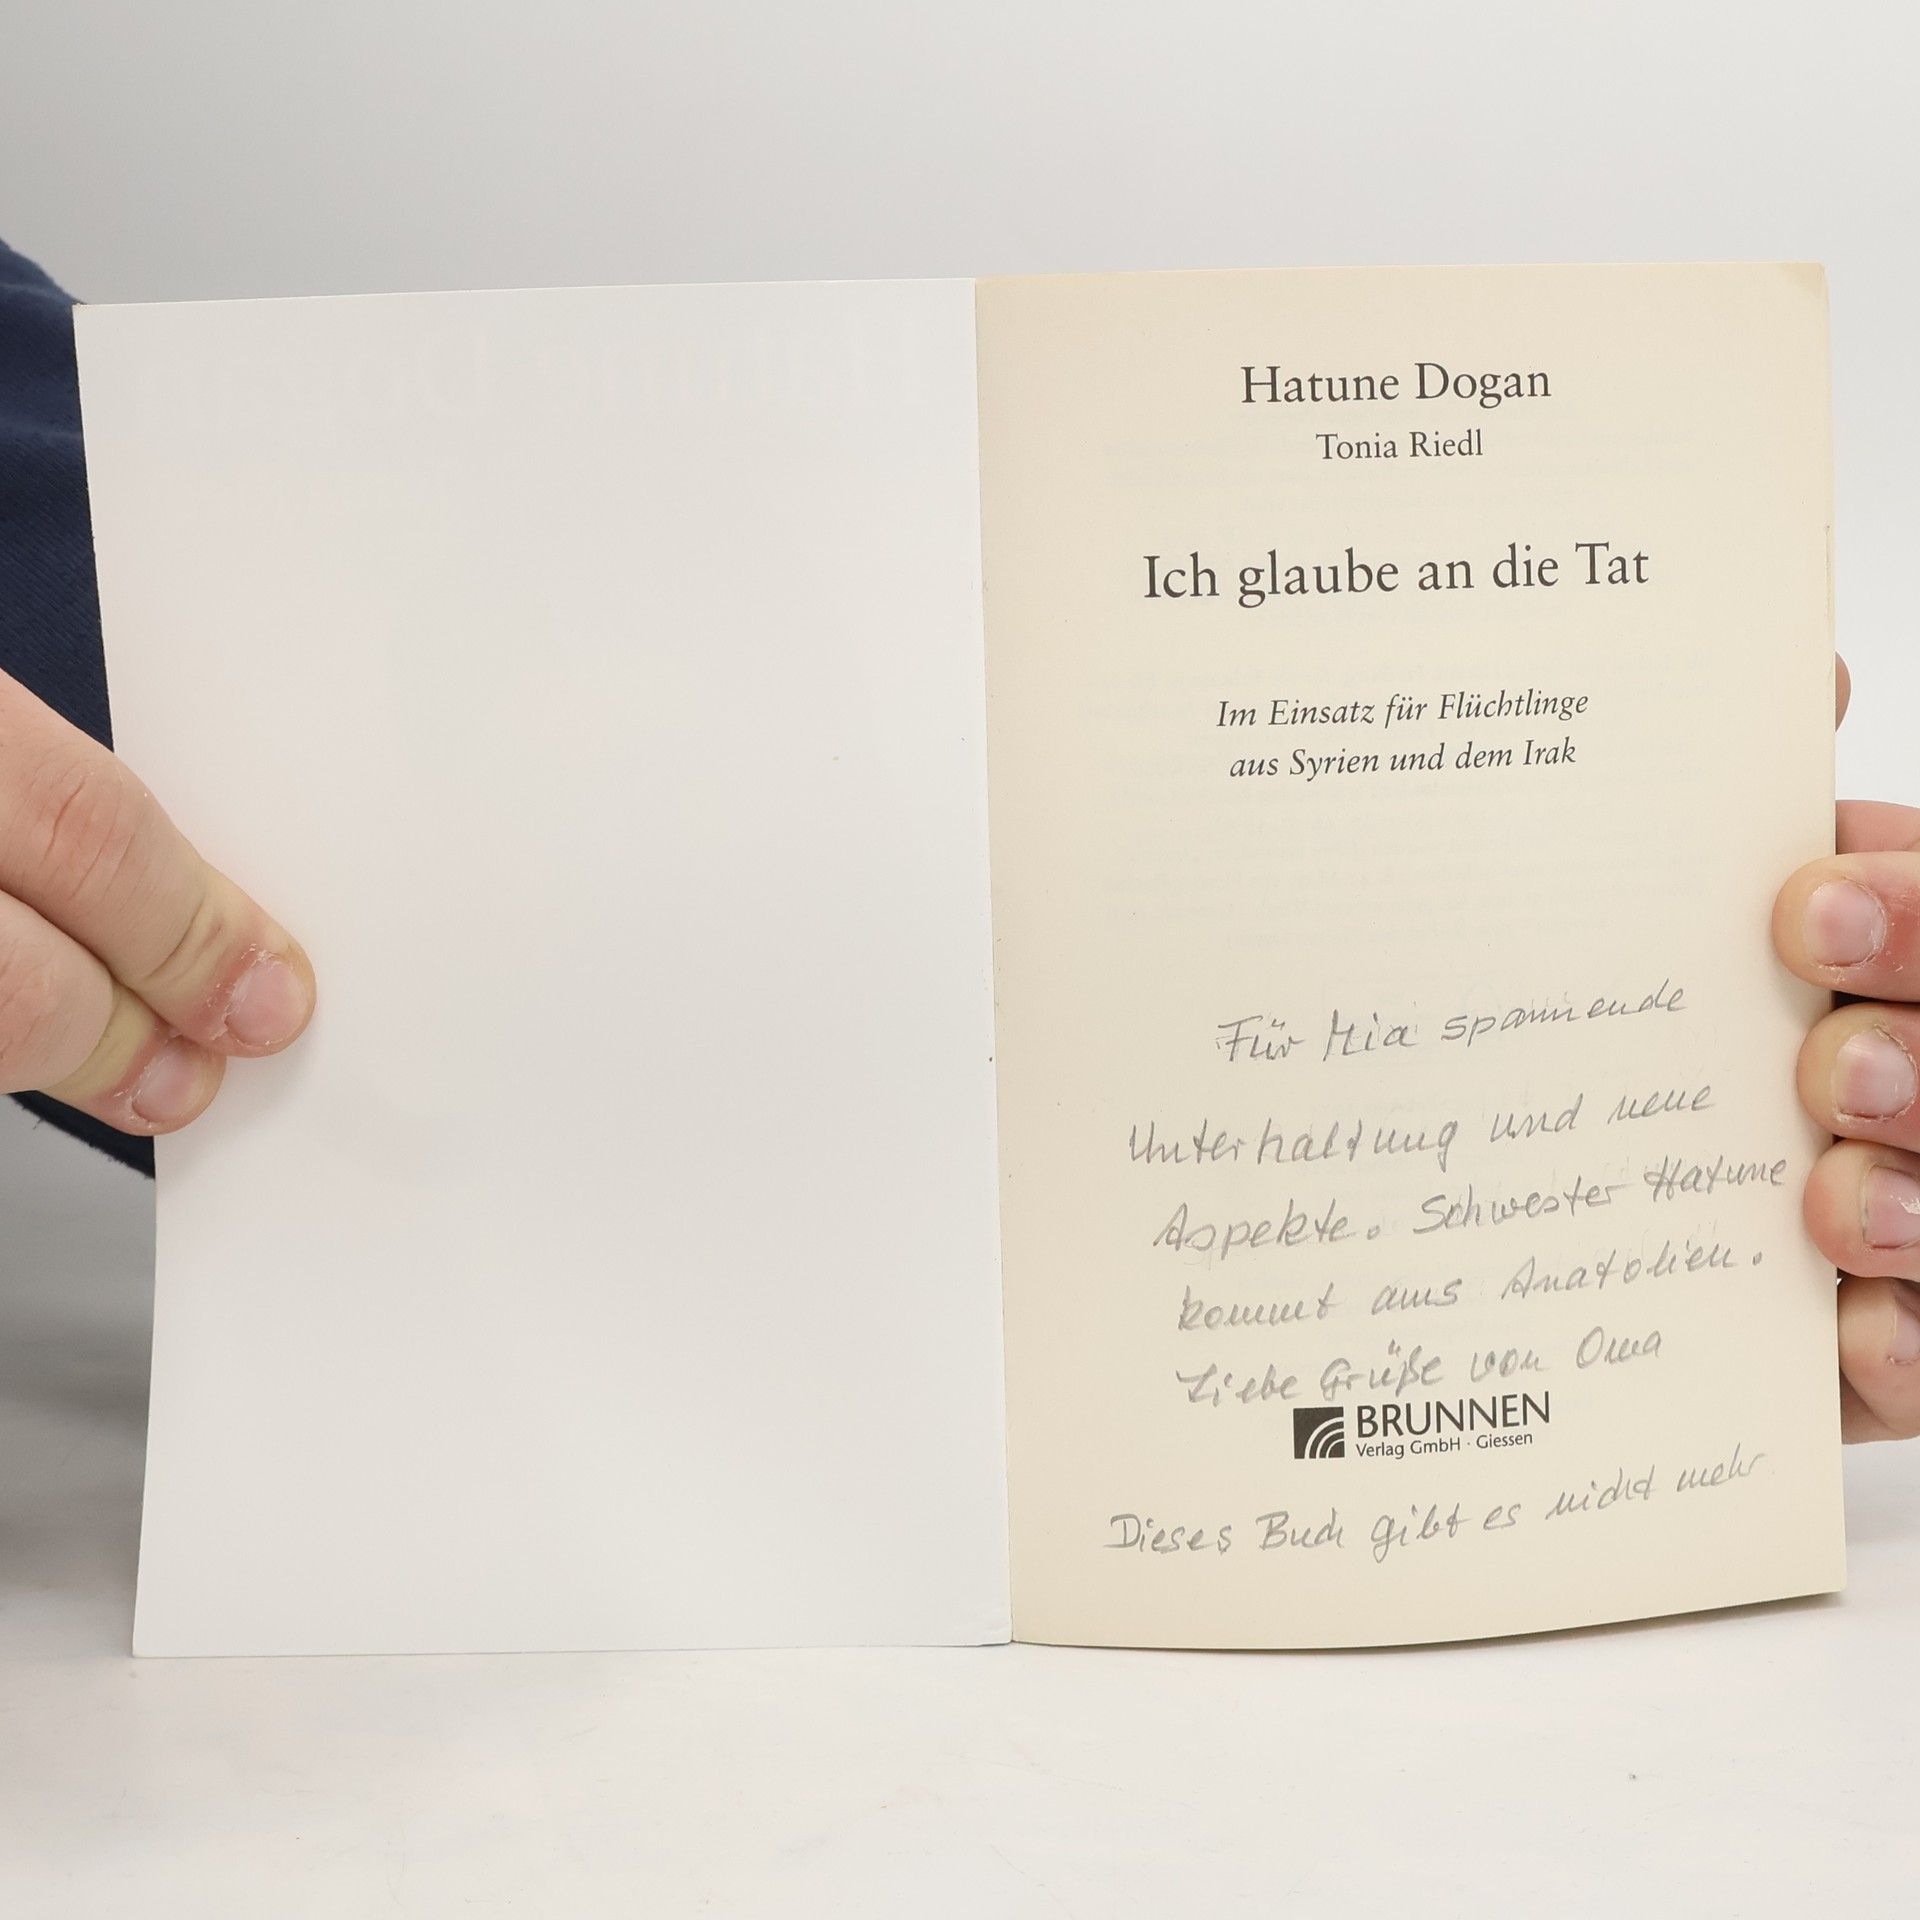 Hatune Dogan
Tonia Riedl
Ich glaube an die Tat
Im Einsatz für Flüchtlinge
aus Syrien und dem Irak
Für Mia spannende
Unterhaltung und neue
Aspekte. Schwester Hatune
kommt aus Anatolien.
Liebe Grüße von Oma
BRUNNEN
Verlag GmbH · Giessen
Dieses Buch gibt es nicht mehr